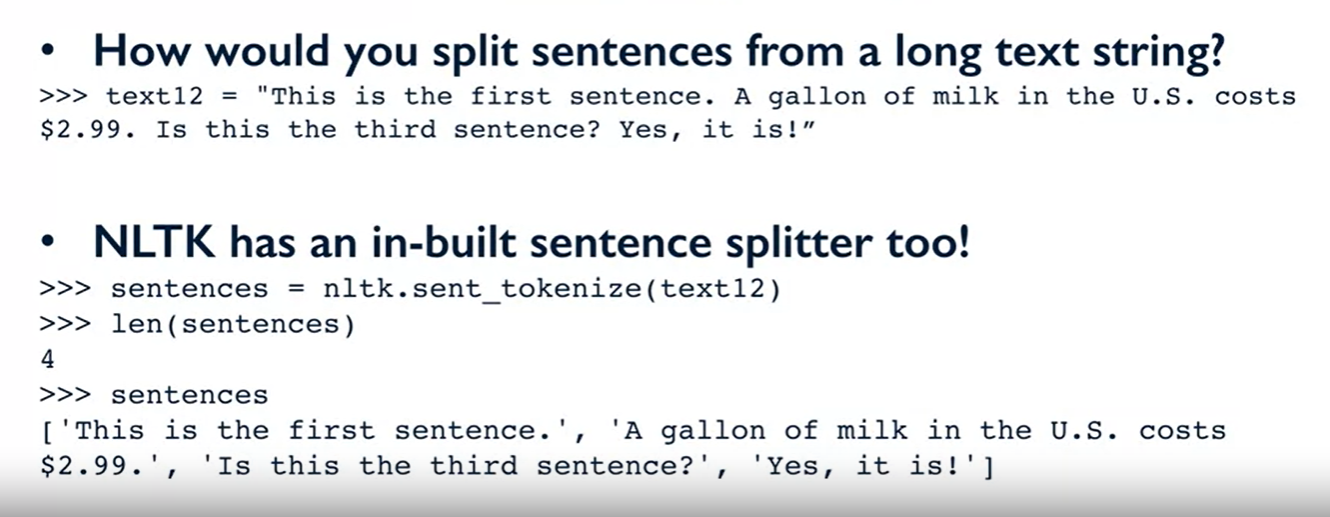 • How would you split sentences from a long text string?
>>> text12 = "This is the first sentence. A gallon of milk in the U.S. costs
$2.99. Is this the third sentence? Yes, it is!”
• NLTK has an in-built sentence splitter too!
>>> sentences = nltk.sent_tokenize(text12)
>>> len(sentences)
4
>>> sentences
['This is the first sentence.', 'A gallon of milk in the U.S. costs
$2.99.', 'Is this the third sentence?', 'Yes, it is!']